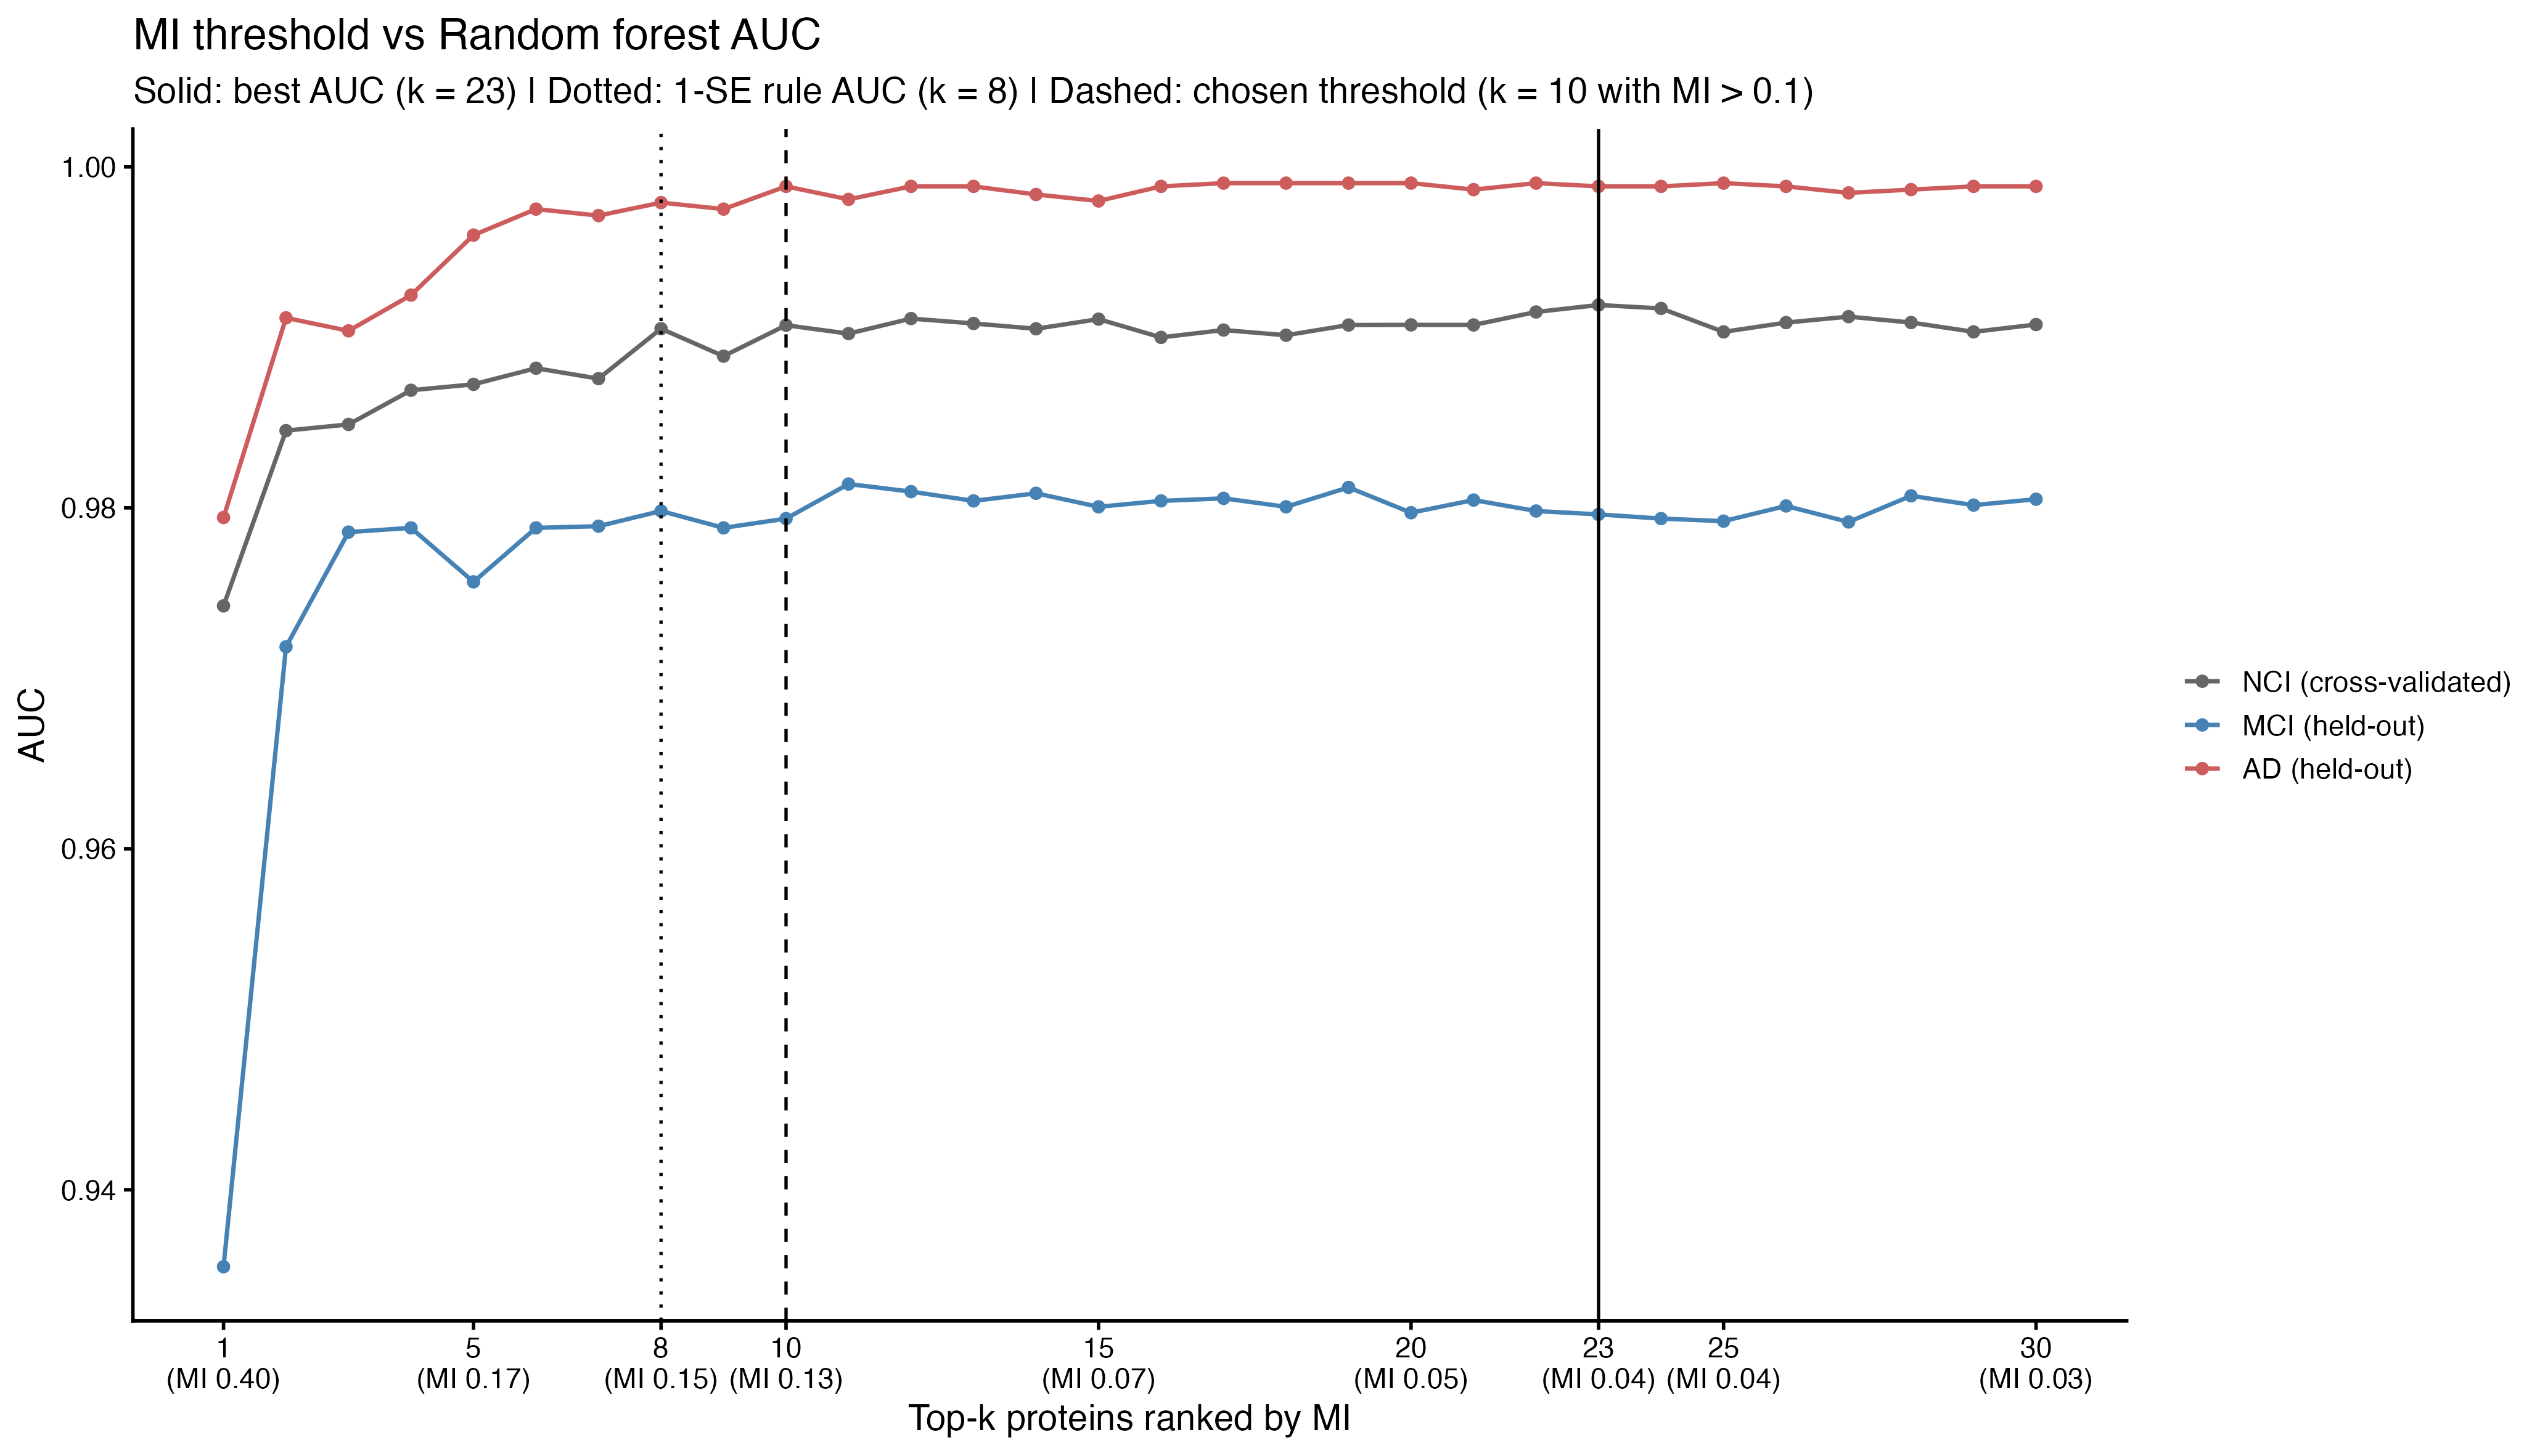 MI threshold vs Random forest AUC
Solid: best AUC (k = 23) | Dotted: 1-SE rule AUC (k = 8) | Dashed: chosen threshold (k = 10 with MI > 0.1)
1.00
0.98
0.96
0.94
AUC
NCI (cross-validated)
MCI (held-out)
AD (held-out)
1 5 8 10 15 20 23 25 30
(MI 0.40) (MI 0.17) (MI 0.15) (MI 0.13) (MI 0.07) (MI 0.05) (MI 0.04) (MI 0.04) (MI 0.03)
Top-k proteins ranked by MI